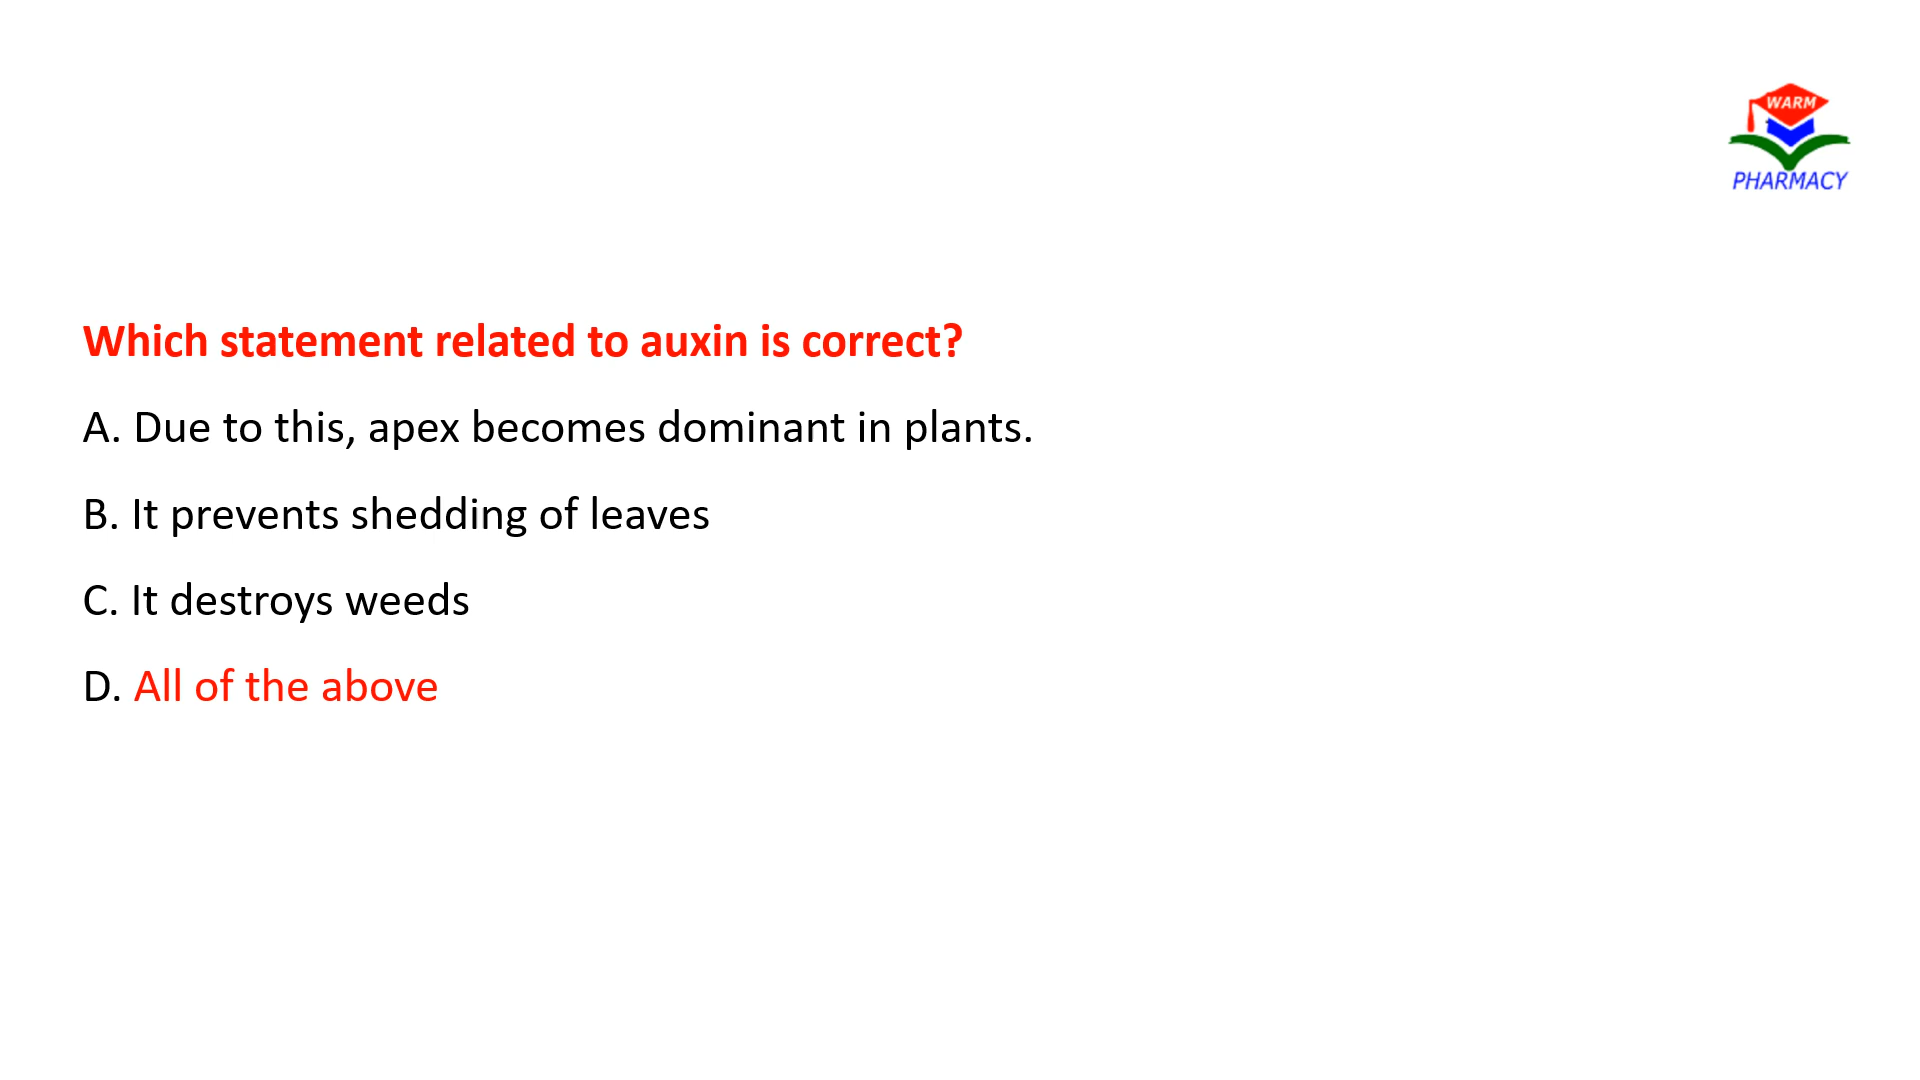 WARM
PHARMACY
Which statement related to auxin is correct?
A. Due to this, apex becomes dominant in plants.
B. It prevents shedding of leaves
C. It destroys weeds
D. All of the above